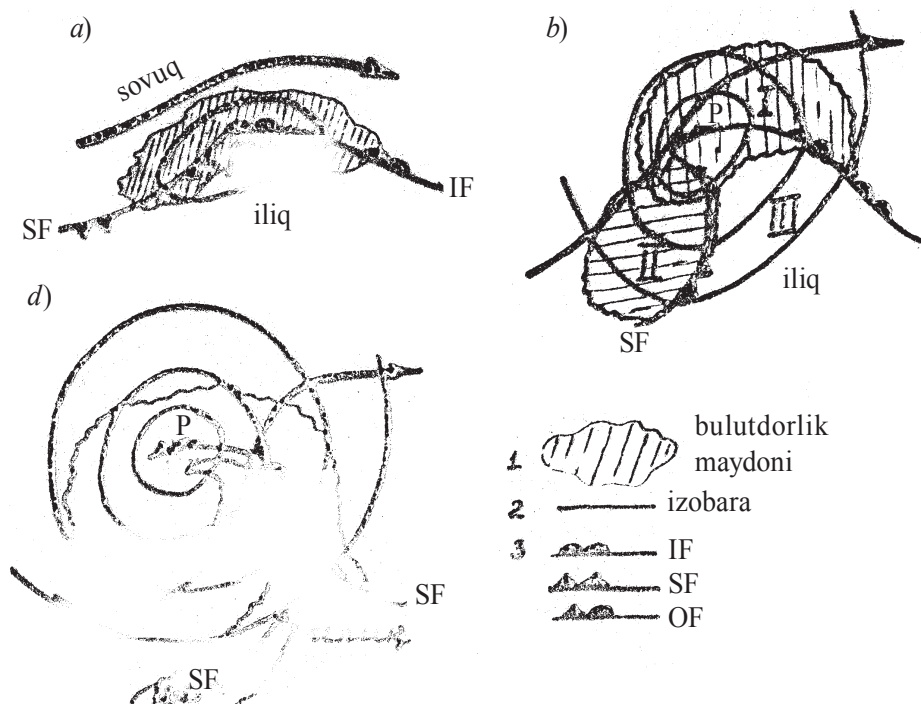 a)
sovuq
SF
iliq
IF
b)
P
I
II
III
iliq
SF
d)
P
SF
SF
1 bulutdorlik
maydoni
2 izobara
3 IF
SF
OF